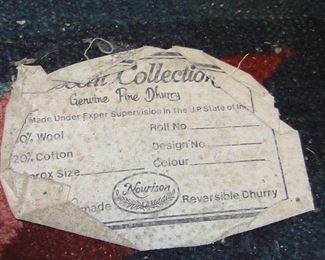 Collection
Genuine Fine Dhurry
Made Under Exper Supervision In The U.P State of In
0% Wool
Roll No
20% Cotton
Design No
rox Size
Colour
Nourison
made
Reversible Dhurry